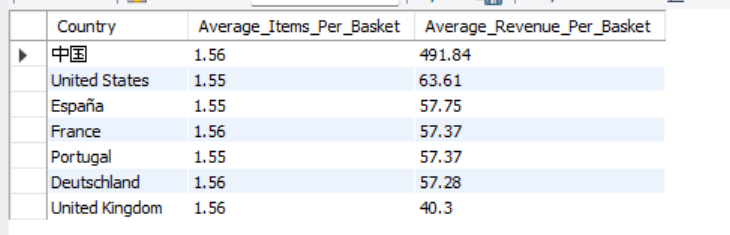 Country Average_Items_Per_Basket Average_Revenue_Per_Basket
中国 1.56 491.84
United States 1.55 63.61
España 1.55 57.75
France 1.56 57.37
Portugal 1.55 57.37
Deutschland 1.56 57.28
United Kingdom 1.56 40.3